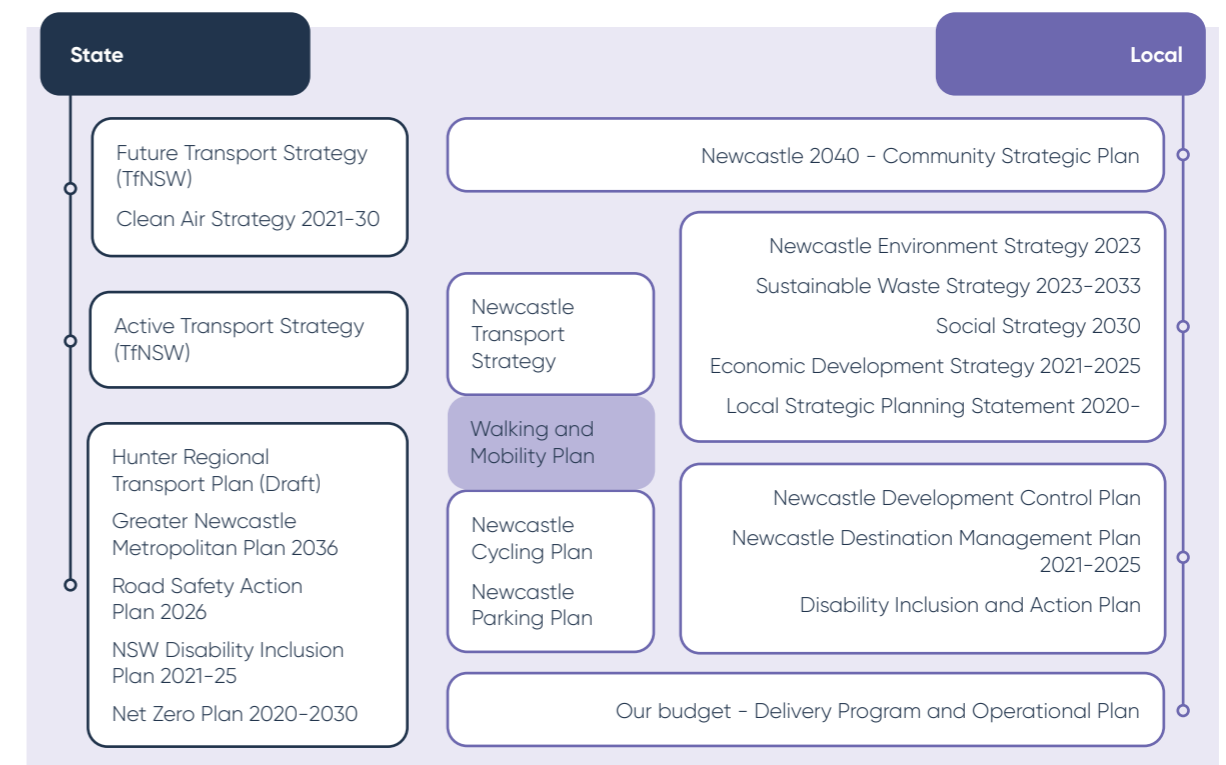 State
Local
Future Transport Strategy
(TfNSW)
Clean Air Strategy 2021-30
Active Transport Strategy
(TfNSW)
Hunter Regional
Transport Plan (Draft)
Greater Newcastle
Metropolitan Plan 2036
Road Safety Action
Plan 2026
NSW Disability Inclusion
Plan 2021-25
Net Zero Plan 2020-2030
Newcastle 2040 - Community Strategic Plan
Newcastle
Transport
Strategy
Walking and
Mobility Plan
Newcastle
Cycling Plan
Newcastle
Parking Plan
Newcastle Environment Strategy 2023
Sustainable Waste Strategy 2023-2033
Social Strategy 2030
Economic Development Strategy 2021-2025
Local Strategic Planning Statement 2020-
Newcastle Development Control Plan
Newcastle Destination Management Plan
2021-2025
Disability Inclusion and Action Plan
Our budget - Delivery Program and Operational Plan